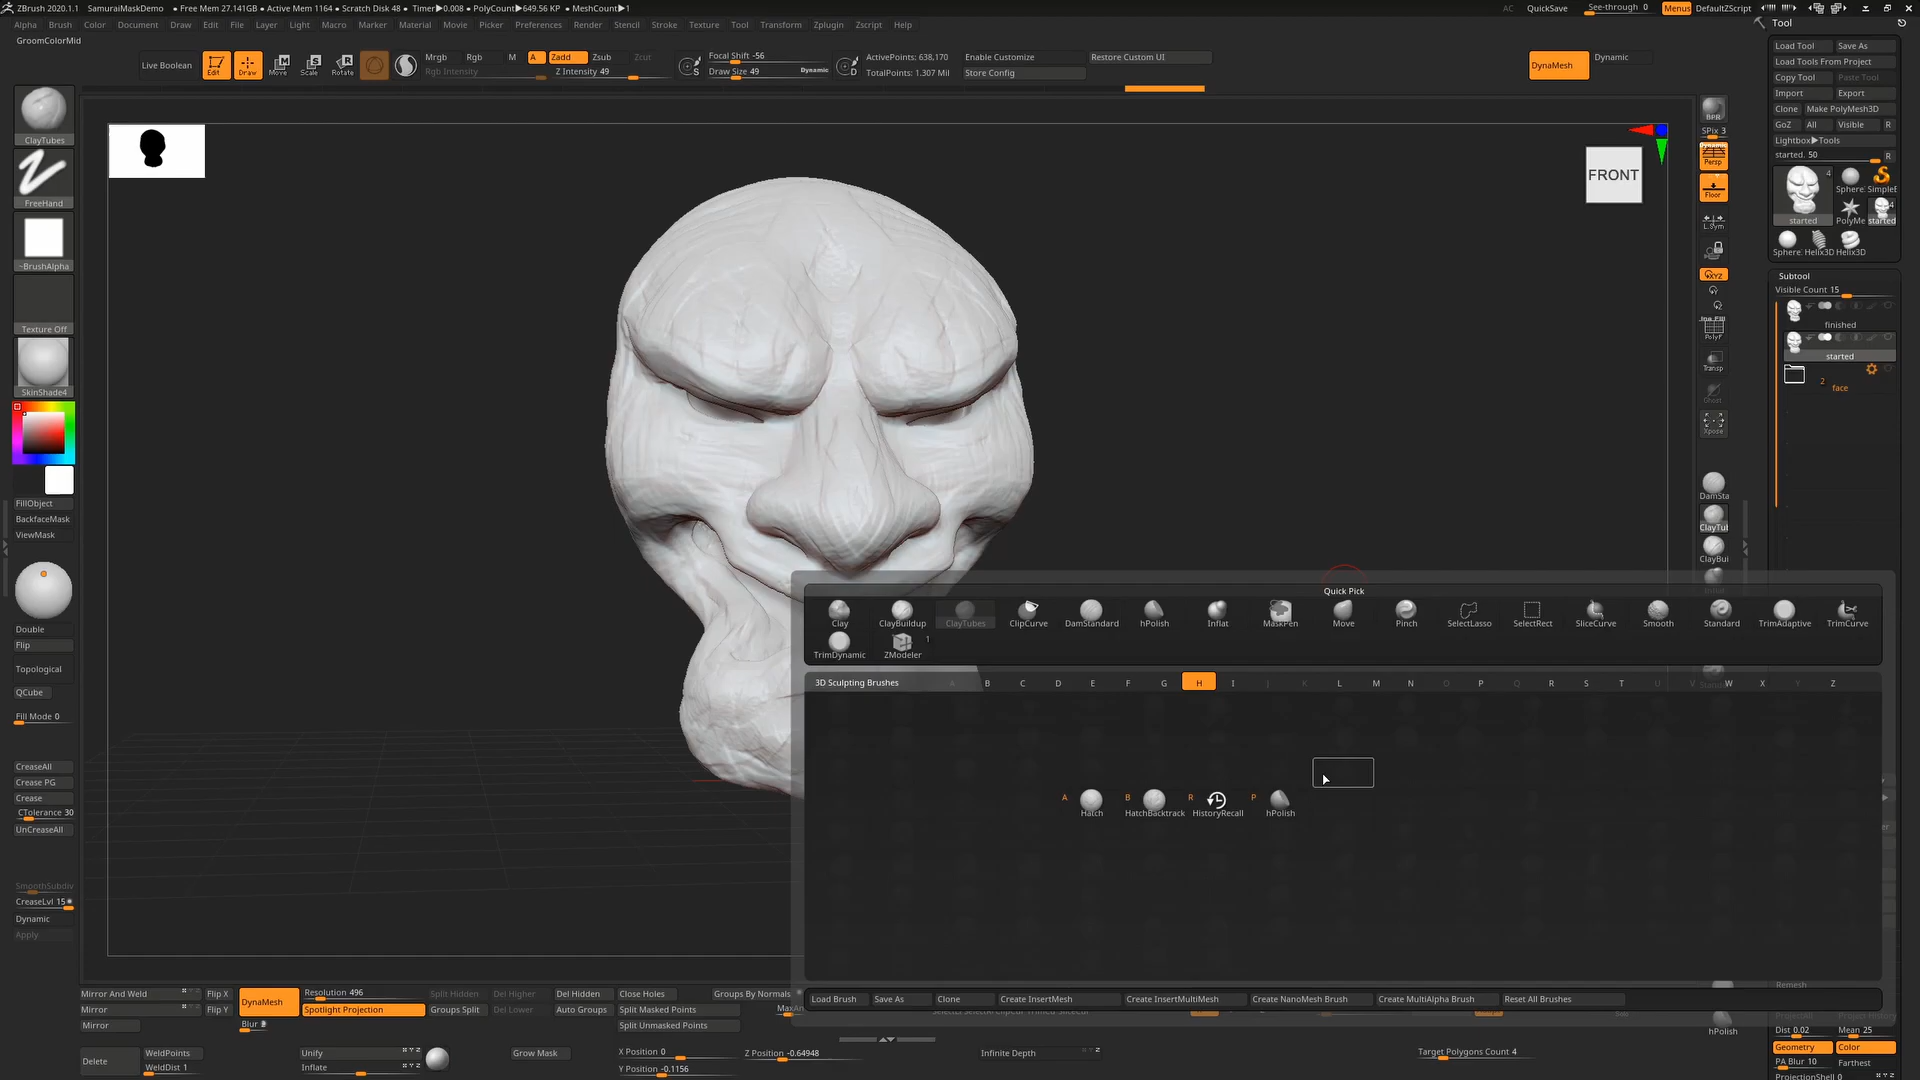 ZBrush 2020.1.1 SamuraiMaskDemo • Free Mem 27.141GB • Active Mem 1164 • Scratch Disk 48 • Timer▶0.008 • PolyCount▶649.56 KP • MeshCount▶1
AC QuickSave See-through 0 Menus DefaultZScript
Alpha Brush Color Document Draw Edit File Layer Light Macro Marker Material Movie Picker Preferences Render Stencil Stroke Texture Tool Transform Zplugin Zscript Help
Tool
GroomColorMid
Load Tool Save As
Load Tools From Project
Copy Tool Paste Tool
Import Export
Clone Make PolyMesh3D
GoZ All Visible R
Lightbox▶Tools
started. 50 R
Live Boolean Edit Draw Move Scale Rotate
Mrgb Rgb M A Zadd Zsub Zcut
Rgb Intensity Z Intensity 49
Focal Shift -56
Draw Size 49 Dynamic
ActivePoints: 638,170
TotalPoints: 1.307 Mil
Enable Customize Restore Custom UI
Store Config
DynaMesh Dynamic
ClayTubes
FreeHand
~BrushAlpha
Texture Off
SkinShade4
FillObject
BackfaceMask
ViewMask
Double
Flip
Topological
QCube
Fill Mode 0
CreaseAll
Crease PG
Crease
CTolerance 30
UnCreaseAll
SmoothSubdiv
CreaseLvl 15
Dynamic
Apply
FRONT
BPR
SPix 3
Dynamic
Persp
Floor
L.Sym
XYZ
Line Fill
PolyF
Transp
Ghost
Xpose
DamSta
ClayTub
ClayBui
4
started
Sphere SimpleB
PolyMe started
Sphere. Helix3D Helix3D
Subtool
Visible Count 15
finished
started
2 face
Quick Pick
Clay ClayBuildup ClayTubes ClipCurve DamStandard hPolish Inflat MaskPen Move Pinch SelectLasso SelectRect SliceCurve Smooth Standard TrimAdaptive TrimCurve
TrimDynamic ZModeler 1
3D Sculpting Brushes A B C D E F G H I J K L M N O P Q R S T U V W X Y Z
A Hatch B HatchBacktrack R HistoryRecall P hPolish
Load Brush Save As Clone Create InsertMesh Create InsertMultiMesh Create NanoMesh Brush Create MultiAlpha Brush Reset All Brushes
hPolish
Mirror And Weld Flip X
Mirror Flip Y
Mirror
DynaMesh
Resolution 496
Spotlight Projection
Blur 2
Split Hidden Del Higher Del Hidden Close Holes Groups By Normals
Groups Split Del Lower Auto Groups Split Masked Points
Split Unmasked Points
Delete
WeldPoints
WeldDist 1
Unify
Inflate
Grow Mask
X Position 0
Y Position -0.1156
Z Position -0.64948
Infinite Depth
Target Polygons Count 4
Dist 0.02 Mean 25
Geometry Color
PA Blur 10 Farthest
ProjectionShell 0